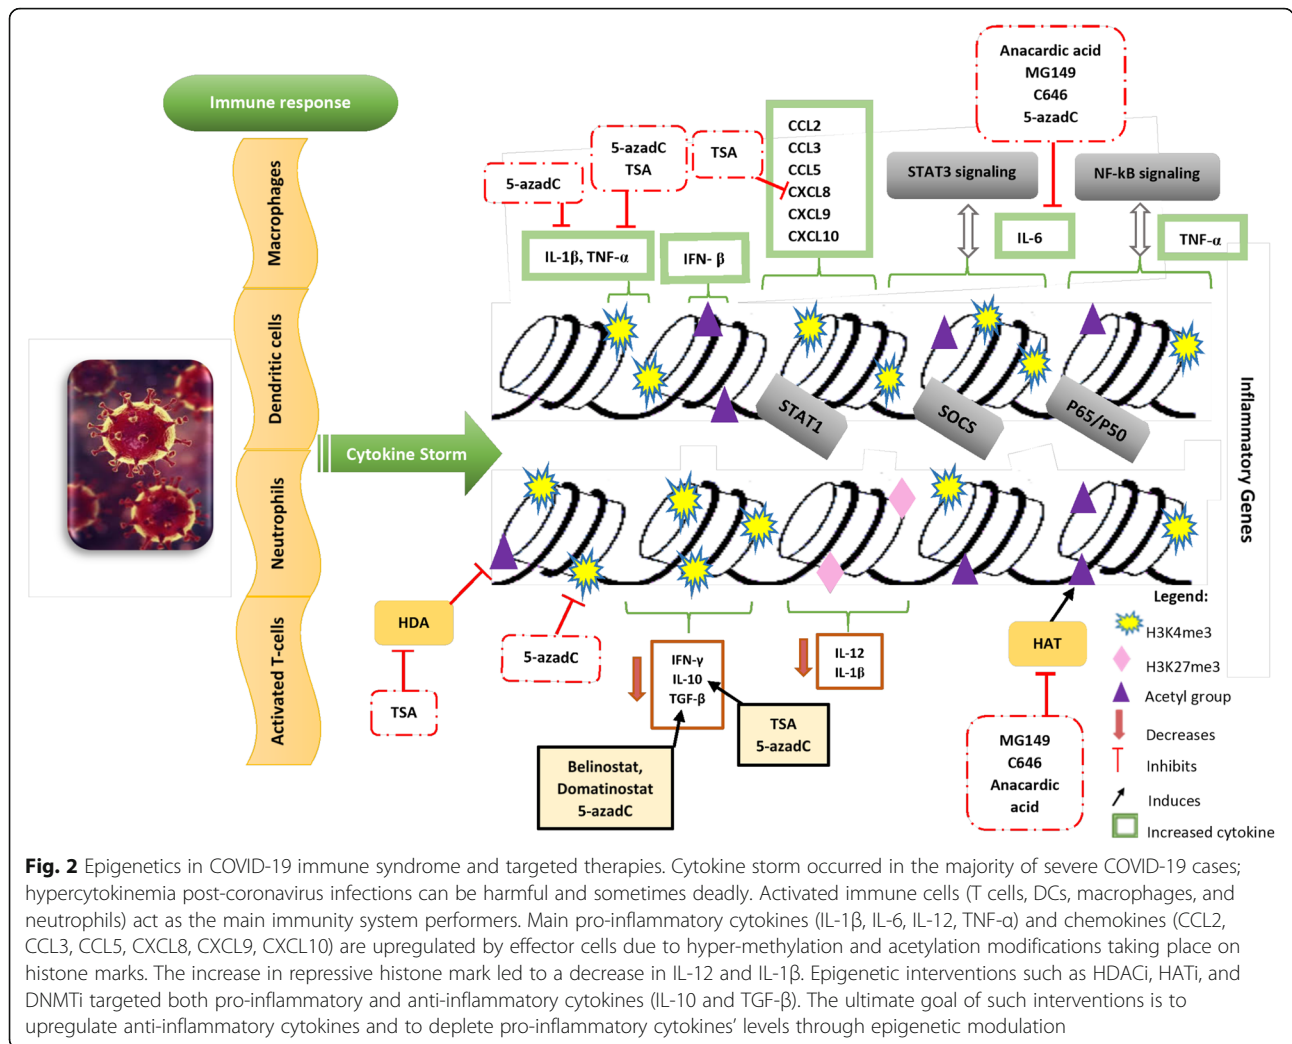 Immune response
Macrophages
Dendritic cells
Neutrophils
Activated T-cells
Cytokine Storm
5-azadC
5-azadC
TSA
TSA
CCL2
CCL3
CCL5
CXCL8
CXCL9
CXCL10
Anacardic acid
MG149
C646
5-azadC
STAT3 signaling
NF-kB signaling
IL-1β, TNF-α
IFN- β
IL-6
TNF-α
STAT1
SOCS
P65/P50
Inflammatory Genes
HDA
TSA
5-azadC
IFN-γ
IL-10
TGF-β
IL-12
IL-1β
TSA
5-azadC
Belinostat,
Domatinostat
5-azadC
HAT
MG149
C646
Anacardic
acid
Legend:
H3K4me3
H3K27me3
Acetyl group
Decreases
Inhibits
Induces
Increased cytokine
Fig. 2 Epigenetics in COVID-19 immune syndrome and targeted therapies. Cytokine storm occurred in the majority of severe COVID-19 cases;
hypercytokinemia post-coronavirus infections can be harmful and sometimes deadly. Activated immune cells (T cells, DCs, macrophages, and
neutrophils) act as the main immunity system performers. Main pro-inflammatory cytokines (IL-1β, IL-6, IL-12, TNF-α) and chemokines (CCL2,
CCL3, CCL5, CXCL8, CXCL9, CXCL10) are upregulated by effector cells due to hyper-methylation and acetylation modifications taking place on
histone marks. The increase in repressive histone mark led to a decrease in IL-12 and IL-1β. Epigenetic interventions such as HDACi, HATi, and
DNMTi targeted both pro-inflammatory and anti-inflammatory cytokines (IL-10 and TGF-β). The ultimate goal of such interventions is to
upregulate anti-inflammatory cytokines and to deplete pro-inflammatory cytokines’ levels through epigenetic modulation